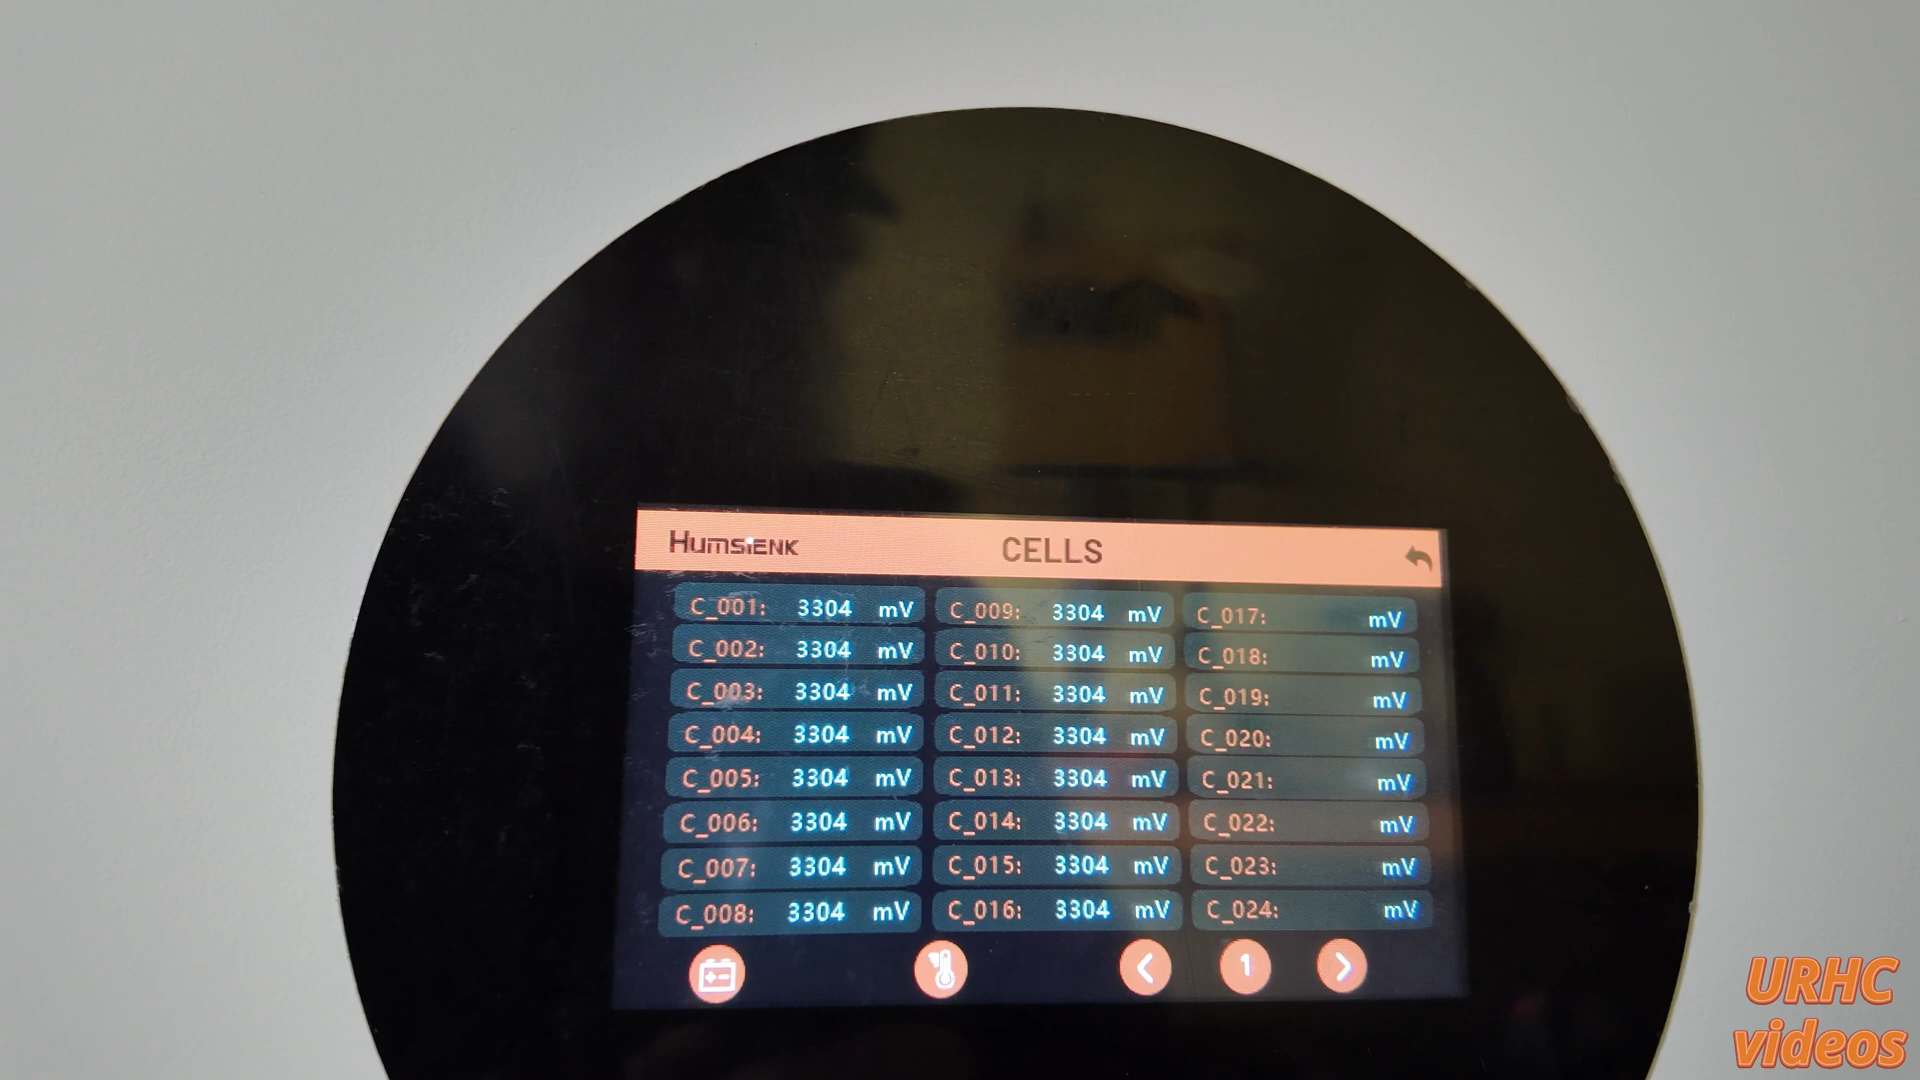 HUMSIENK CELLS
C_001: 3304 mV C_009: 3304 mV C_017: mV
C_002: 3304 mV C_010: 3304 mV C_018: mV
C_003: 3304 mV C_011: 3304 mV C_019: mV
C_004: 3304 mV C_012: 3304 mV C_020: mV
C_005: 3304 mV C_013: 3304 mV C_021: mV
C_006: 3304 mV C_014: 3304 mV C_022: mV
C_007: 3304 mV C_015: 3304 mV C_023: mV
C_008: 3304 mV C_016: 3304 mV C_024: mV
1
URHC
videos